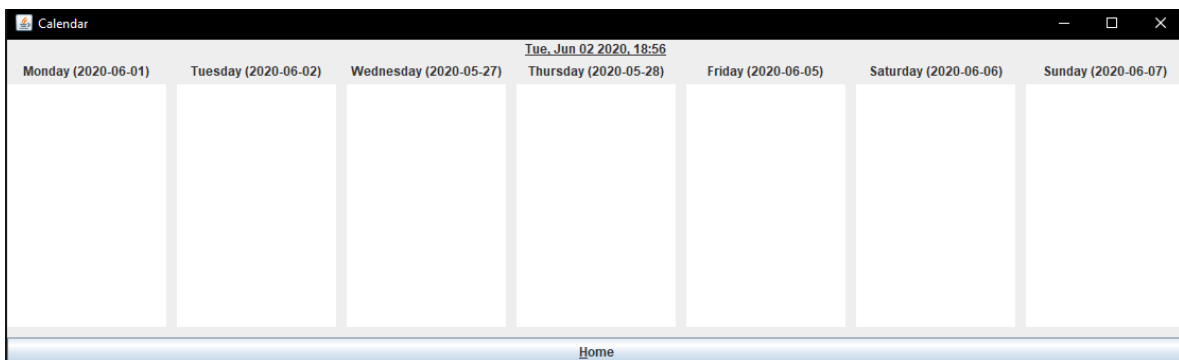 Calendar
Tue, Jun 02 2020, 18:56
Monday (2020-06-01) Tuesday (2020-06-02) Wednesday (2020-05-27) Thursday (2020-05-28) Friday (2020-06-05) Saturday (2020-06-06) Sunday (2020-06-07)
Home